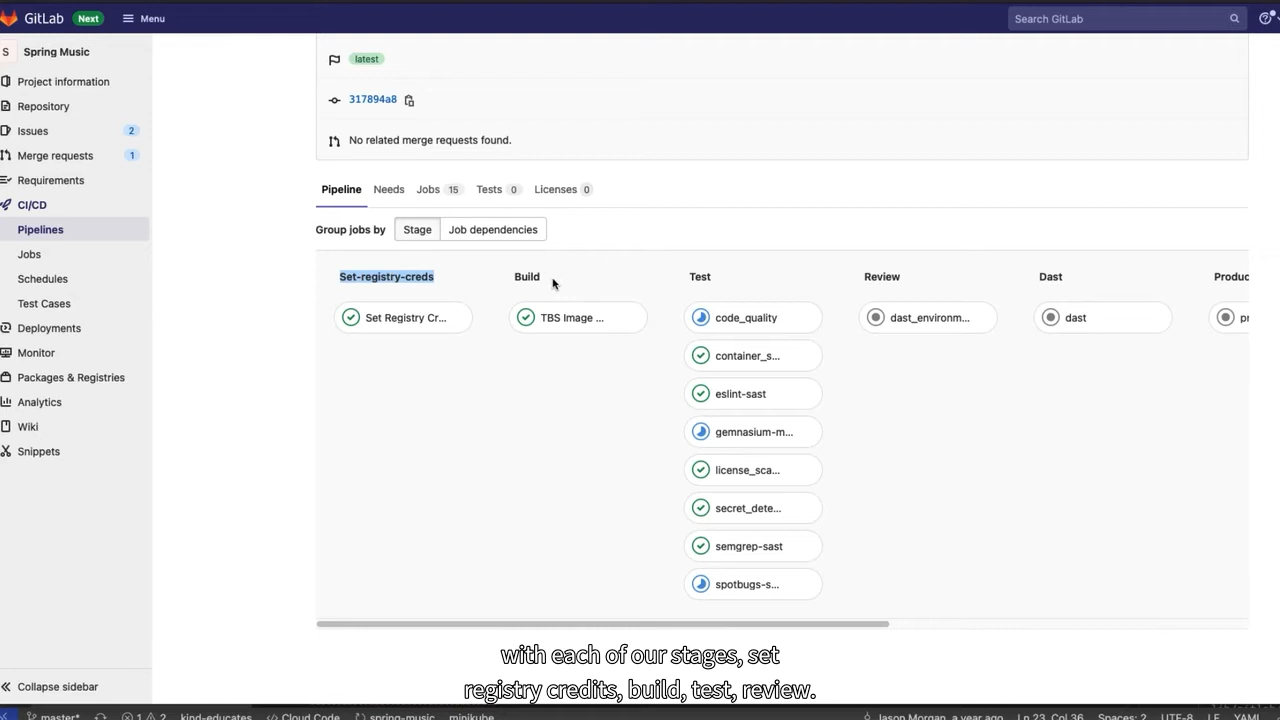 GitLab Next Menu Search GitLab
S Spring Music
Project information
Repository
Issues 2
Merge requests 1
Requirements
CI/CD
Pipelines
Jobs
Schedules
Test Cases
Deployments
Monitor
Packages & Registries
Analytics
Wiki
Snippets
Collapse sidebar
latest
317894a8
No related merge requests found.
Pipeline Needs Jobs 15 Tests 0 Licenses 0
Group jobs by Stage Job dependencies
Set-registry-creds Build Test Review Dast Produc
Set Registry Cr... TBS Image ... code_quality dast_environm... dast pr
container_s...
eslint-sast
gemnasium-m...
license_sca...
secret_dete...
semgrep-sast
spotbugs-s...
with each of our stages, set
registry credits, build, test, review.
master* 1 2 kind-educates Cloud Code spring-music minikube Jason Morgan, a year ago Ln 23, Col 36 Spaces: 2 UTF-8 LF YAML